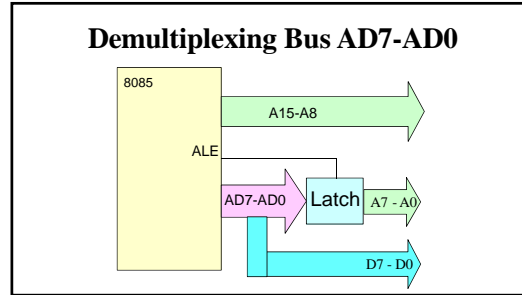 Demultiplexing Bus AD7-AD0
8085
A15-A8
ALE
AD7-AD0
Latch
A7 - A0
D7 - D0